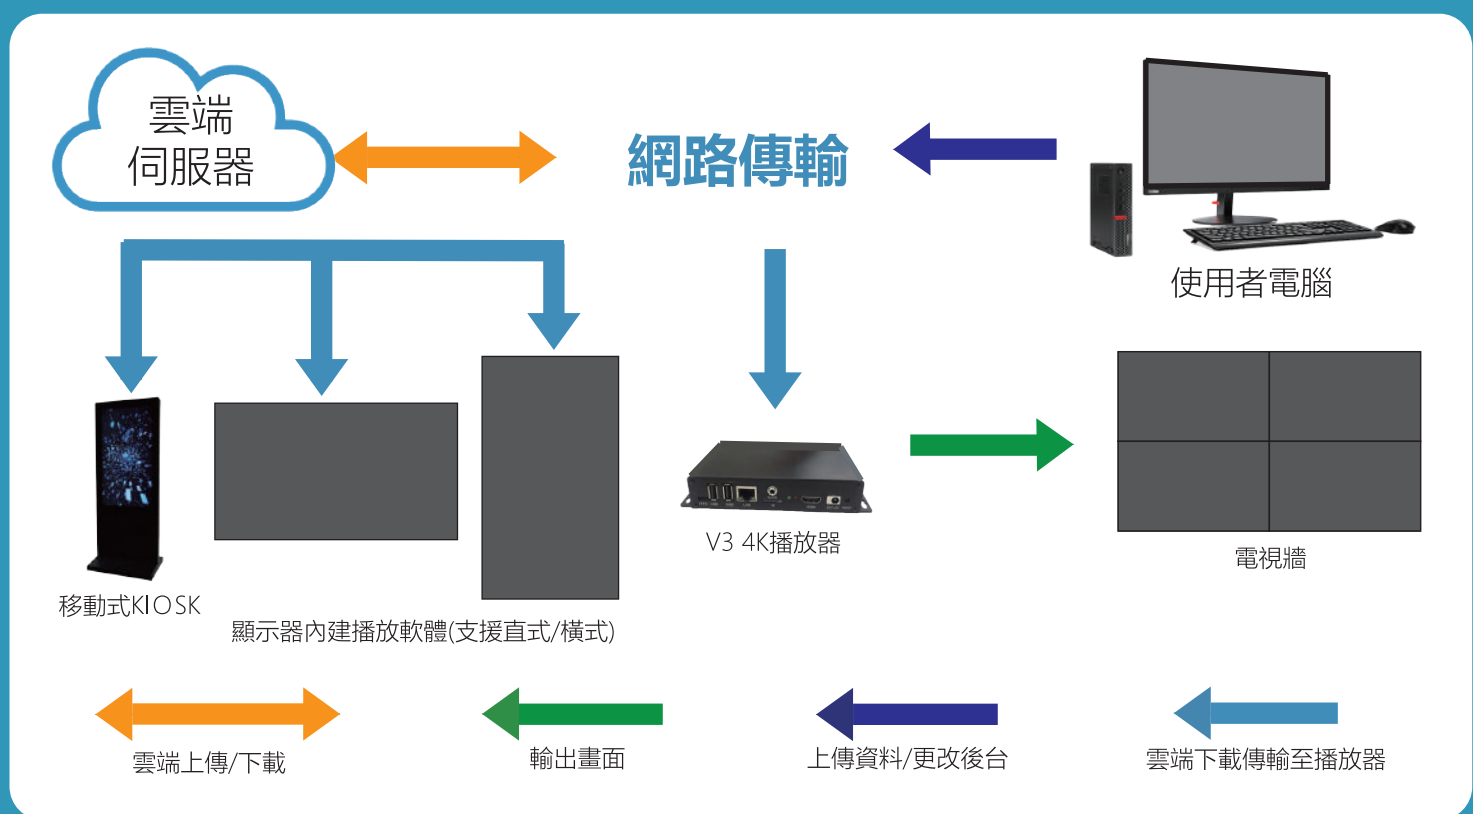 雲端
伺服器
網路傳輸
使用者電腦
移動式KIOSK
顯示器內建播放軟體(支援直式/橫式)
V3 4K播放器
電視牆
雲端上傳/下載
輸出畫面
上傳資料/更改後台
雲端下載傳輸至播放器